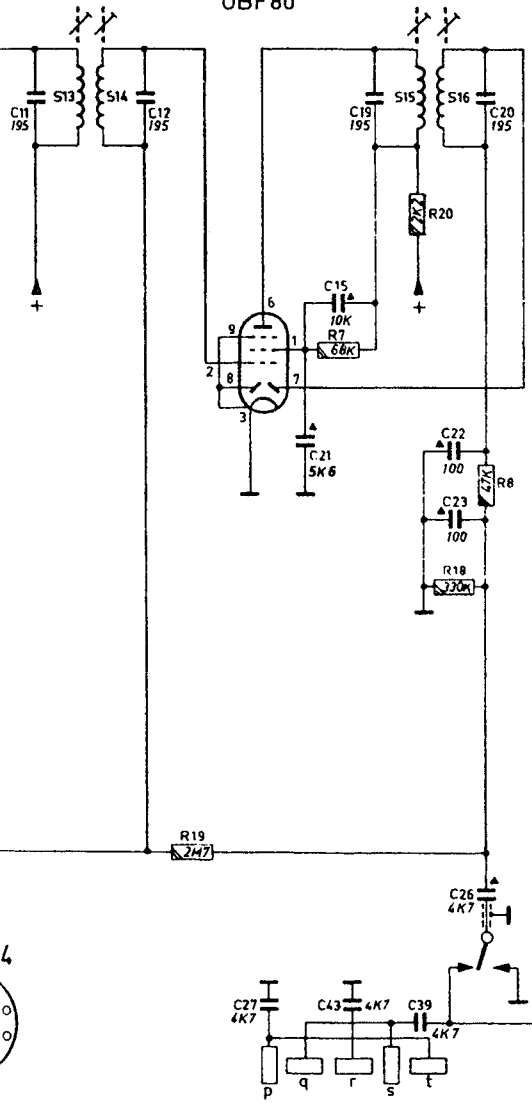 UBF80
C11
195
S13
S14
C12
195
C19
195
S15
S16
C20
195
2K2
R20
+
+
C15
10K
6
9
1
R7
68K
2
8
7
3
C21
5K6
C22
100
47K
R8
C23
100
R18
330K
R19
2M7
C26
4K7
4
C27
4K7
C43
4K7
C39
4K7
p
q
r
s
t